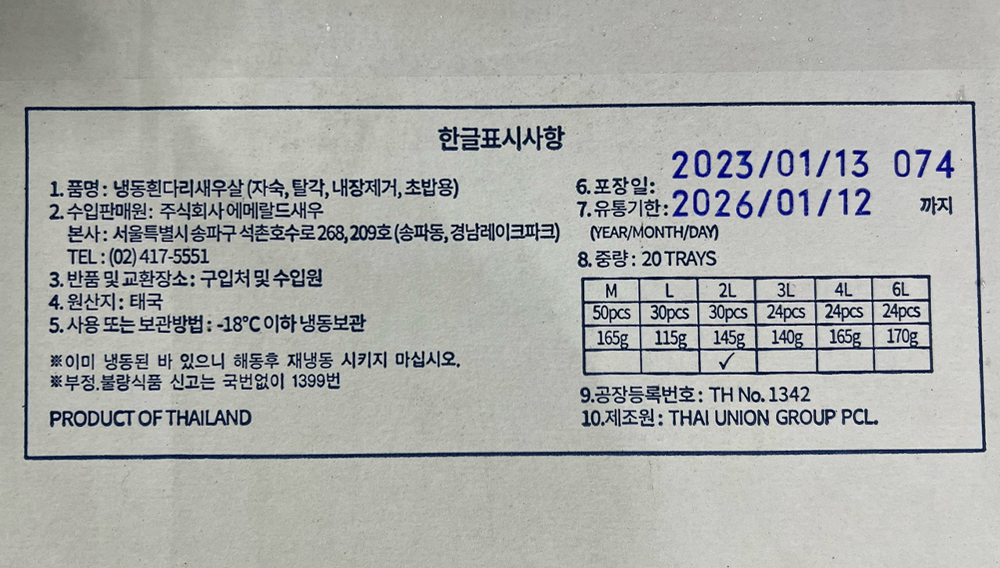 한글표시사항
1. 품명 : 냉동흰다리새우살 (자숙, 탈각, 내장제거, 초밥용)
2. 수입판매원 : 주식회사 에메랄드새우
본사 : 서울특별시 송파구 석촌호수로 268, 209호 (송파동, 경남레이크파크)
TEL : (02) 417-5551
3. 반품 및 교환장소 : 구입처 및 수입원
4. 원산지 : 태국
5. 사용 또는 보관방법 : -18℃ 이하 냉동보관
※이미 냉동된 바 있으니 해동후 재냉동 시키지 마십시오.
※부정.불량식품 신고는 국번없이 1399번
PRODUCT OF THAILAND
6. 포장일 : 2023/01/13 074
7. 유통기한 : 2026/01/12 까지
(YEAR/MONTH/DAY)
8. 중량 : 20 TRAYS
M L 2L 3L 4L 6L
50pcs 30pcs 30pcs 24pcs 24pcs 24pcs
165g 115g 145g 140g 165g 170g
✓
9.공장등록번호 : TH No. 1342
10.제조원 : THAI UNION GROUP PCL.